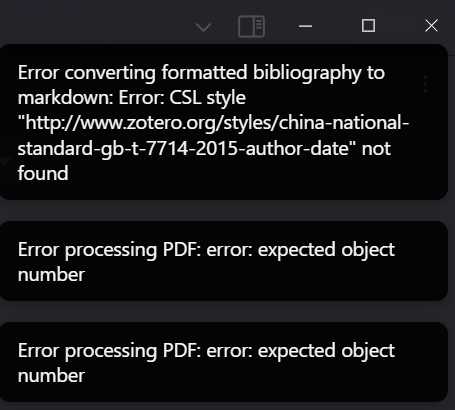 Error converting formatted bibliography to
markdown: Error: CSL style
"http://www.zotero.org/styles/china-national-
standard-gb-t-7714-2015-author-date" not
found
Error processing PDF: error: expected object
number
Error processing PDF: error: expected object
number